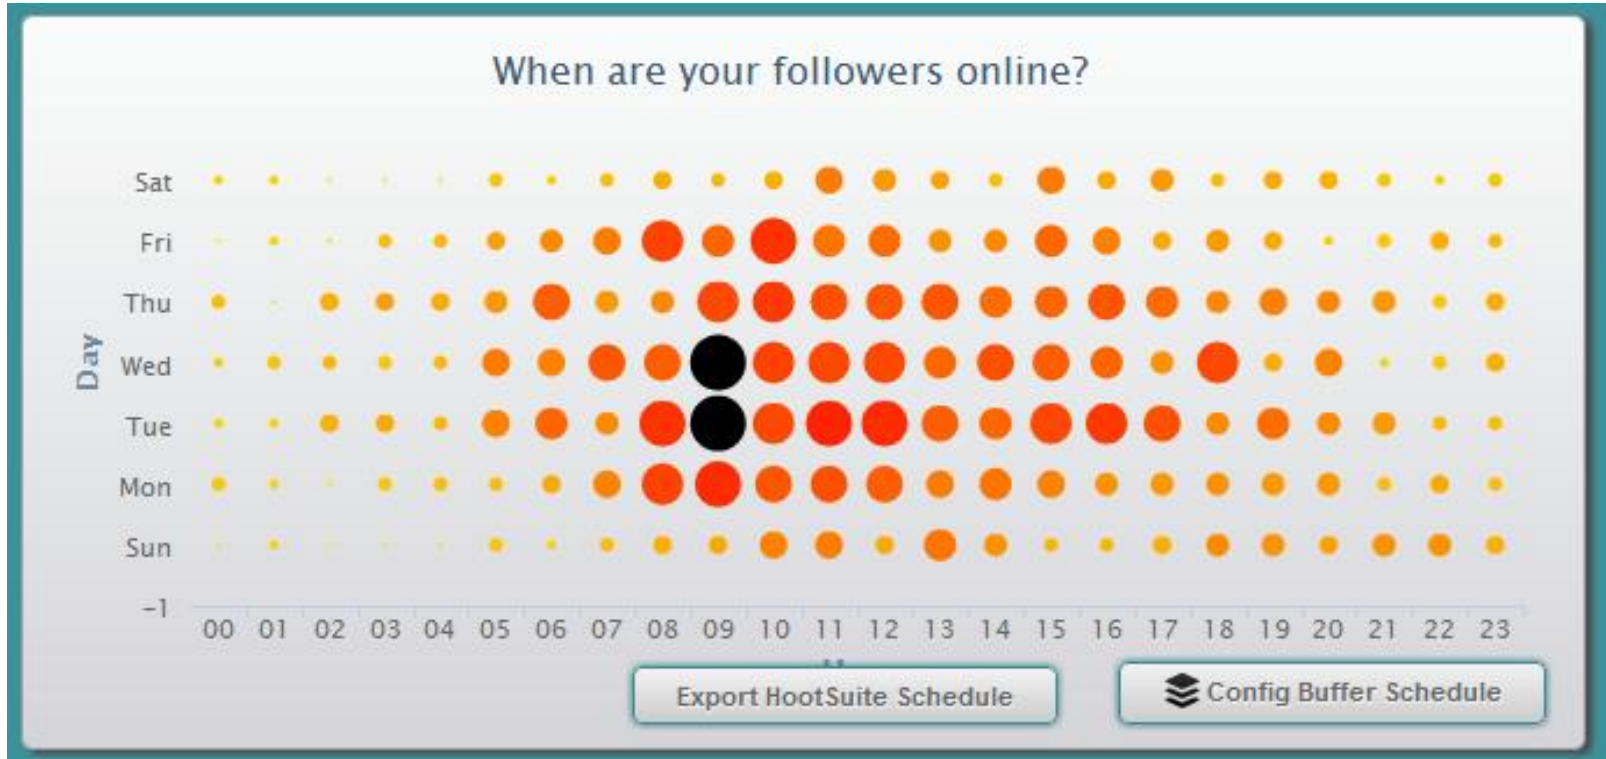 When are your followers online?
Sat
Fri
Thu
Wed
Tue
Mon
Sun
-1
Day
00 01 02 03 04 05 06 07 08 09 10 11 12 13 14 15 16 17 18 19 20 21 22 23
Export HootSuite Schedule
Config Buffer Schedule